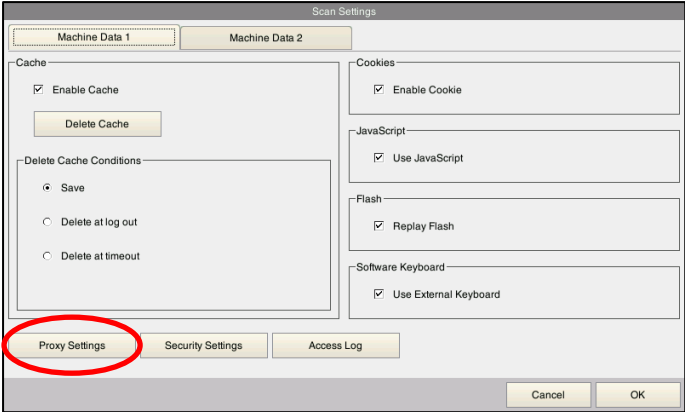 Scan Settings
Machine Data 1
Machine Data 2
Cache
Enable Cache
Delete Cache
Delete Cache Conditions
Save
Delete at log out
Delete at timeout
Cookies
Enable Cookie
JavaScript
Use JavaScript
Flash
Replay Flash
Software Keyboard
Use External Keyboard
Proxy Settings
Security Settings
Access Log
Cancel
OK